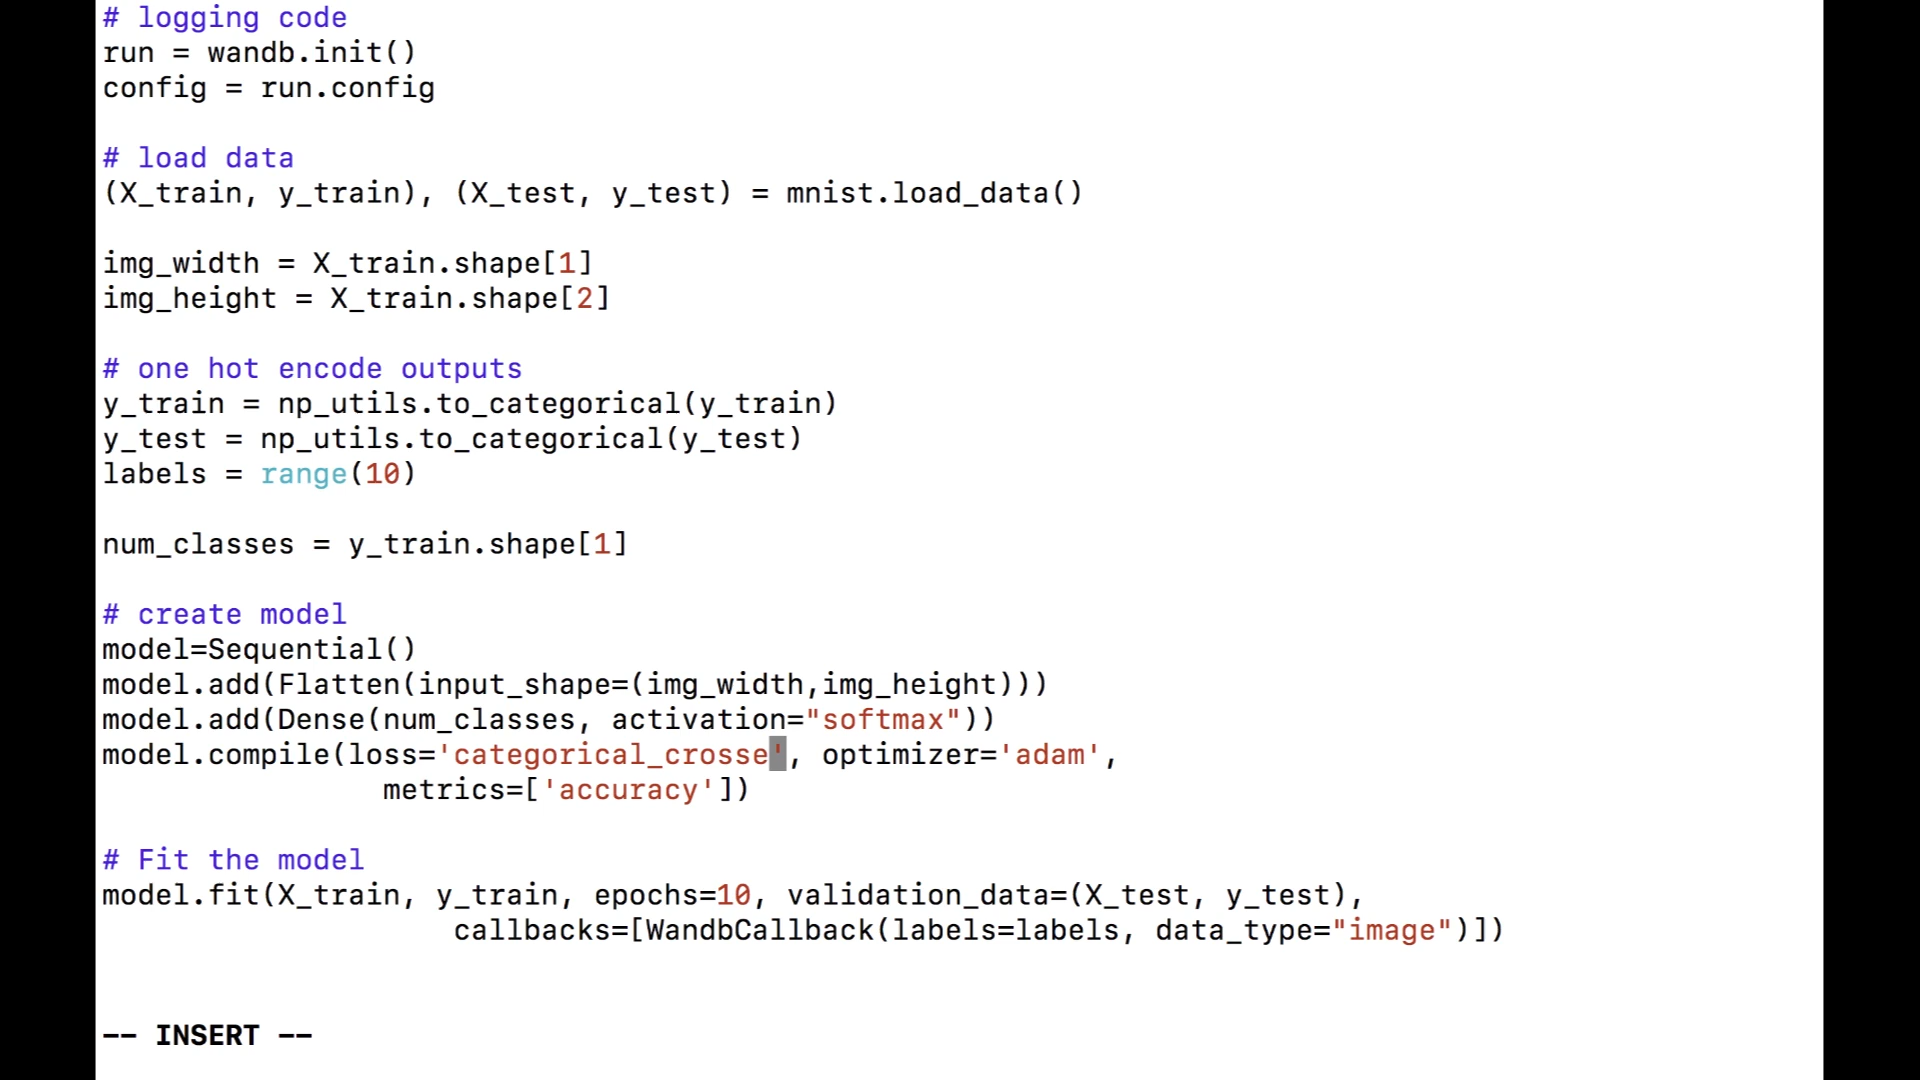 # logging code
run = wandb.init()
config = run.config
# load data
(X_train, y_train), (X_test, y_test) = mnist.load_data()
img_width = X_train.shape[1]
img_height = X_train.shape[2]
# one hot encode outputs
y_train = np_utils.to_categorical(y_train)
y_test = np_utils.to_categorical(y_test)
labels = range(10)
num_classes = y_train.shape[1]
# create model
model=Sequential()
model.add(Flatten(input_shape=(img_width,img_height)))
model.add(Dense(num_classes, activation="softmax"))
model.compile(loss='categorical_crosse', optimizer='adam',
metrics=['accuracy'])
# Fit the model
model.fit(X_train, y_train, epochs=10, validation_data=(X_test, y_test),
callbacks=[WandbCallback(labels=labels, data_type="image")])
-- INSERT --